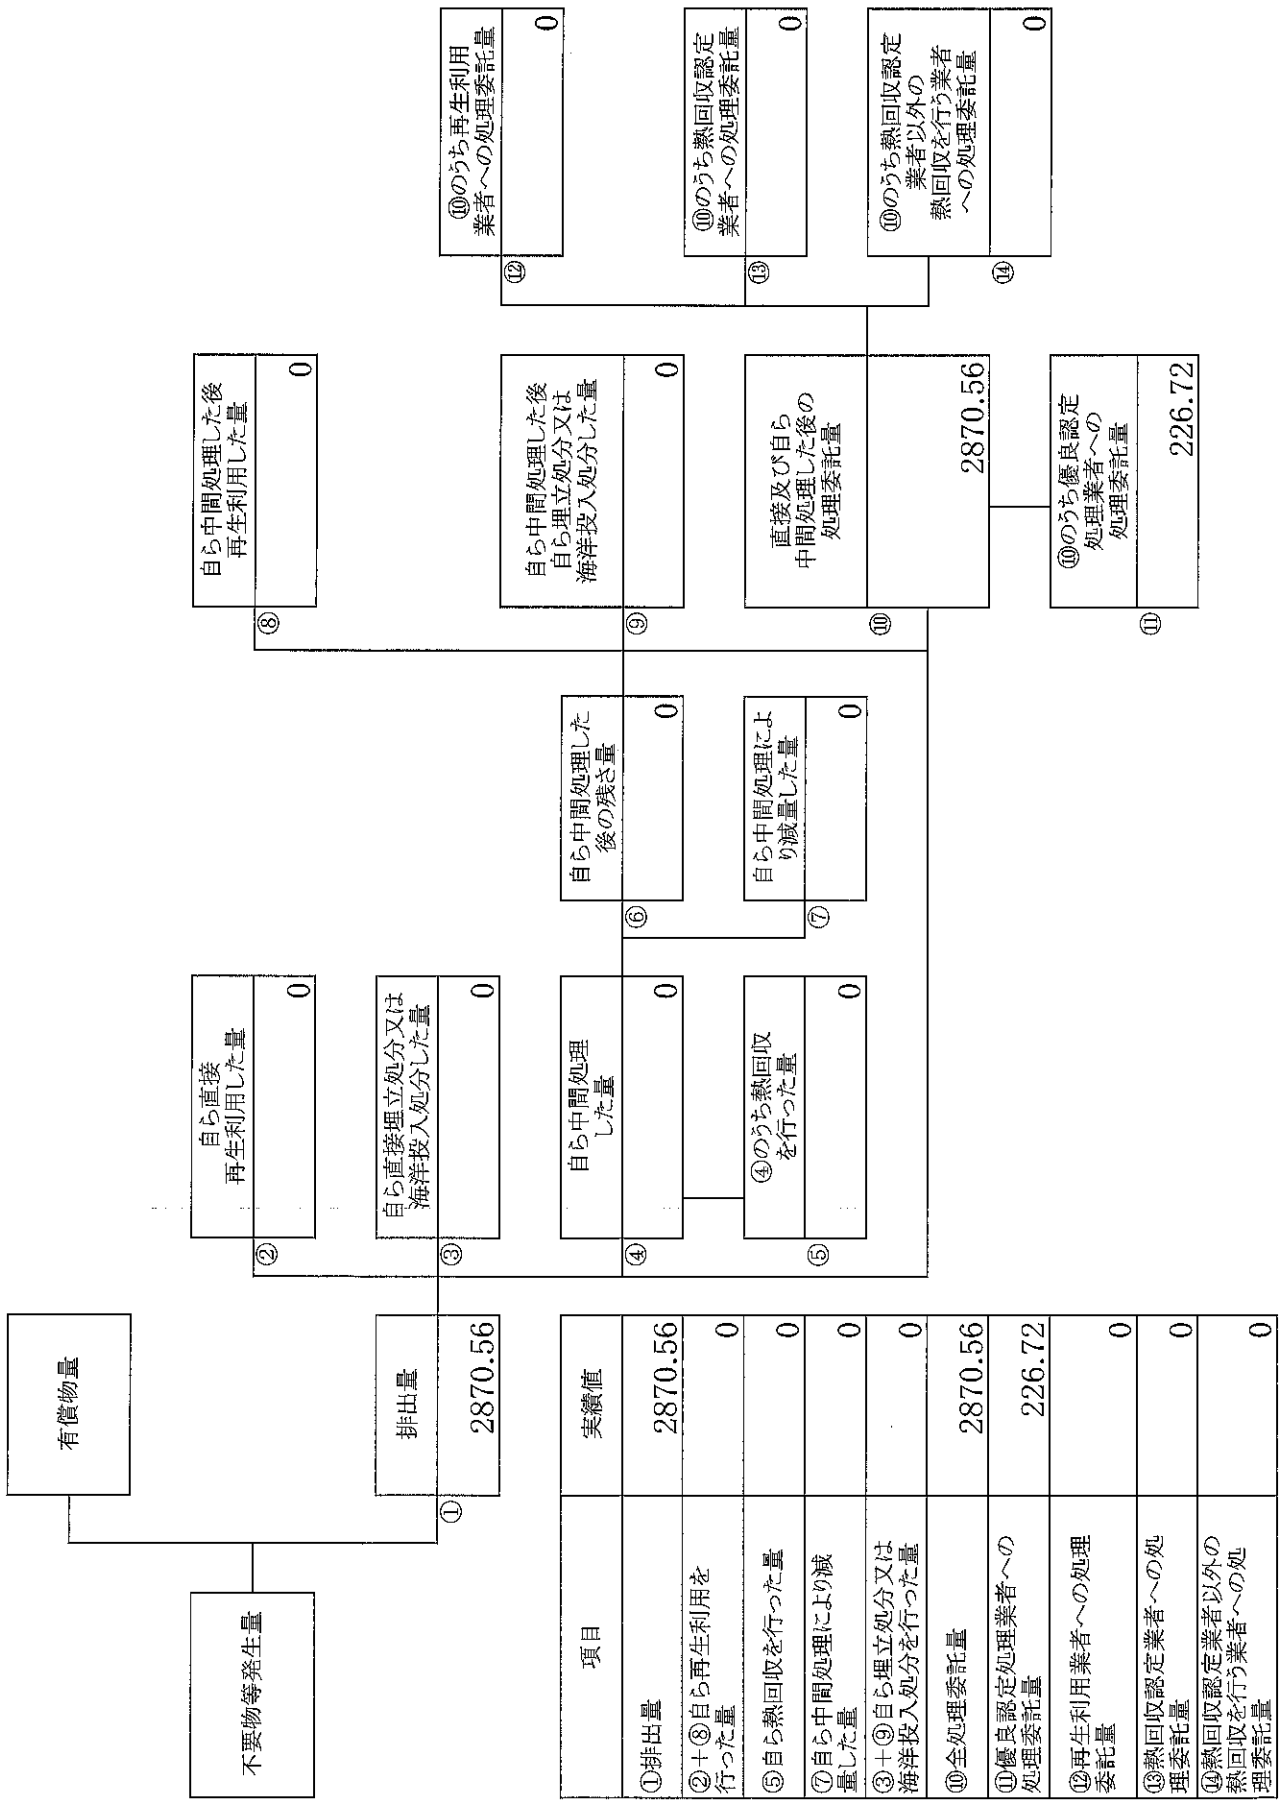 不要物等発生量
有償物量
①
排出量
2870.56
②
自ら直接
再生利用した量
0
③
自ら直接埋立処分又は
海洋投入処分した量
0
④
自ら中間処理
した量
0
⑤
④のうち熱回収
を行った量
0
⑥
自ら中間処理した
後の残さ量
0
⑦
自ら中間処理によ
り減量した量
0
⑧
自ら中間処理した後
再生利用した量
0
⑨
自ら中間処理した後
自ら埋立処分又は
海洋投入処分した量
0
⑩
直接及び自ら
中間処理した後の
処理委託量
2870.56
⑪
⑩のうち優良認定
処理業者への
処理委託量
226.72
⑫
⑩のうち再生利用
業者への処理委託量
0
⑬
⑩のうち熱回収認定
業者への処理委託量
0
⑭
⑩のうち熱回収認定
業者以外の
熱回収を行う業者
への処理委託量
0
項目 実績値
①排出量 2870.56
②＋⑧自ら再生利用を
行った量 0
⑤自ら熱回収を行った量 0
⑦自ら中間処理により減
量した量 0
③＋⑨自ら埋立処分又は
海洋投入処分を行った量 0
⑩全処理委託量 2870.56
⑪優良認定処理業者への
処理委託量 226.72
⑫再生利用業者への処理
委託量 0
⑬熱回収認定業者への処
理委託量 0
⑭熱回収認定業者以外の
熱回収を行う業者への処
理委託量 0